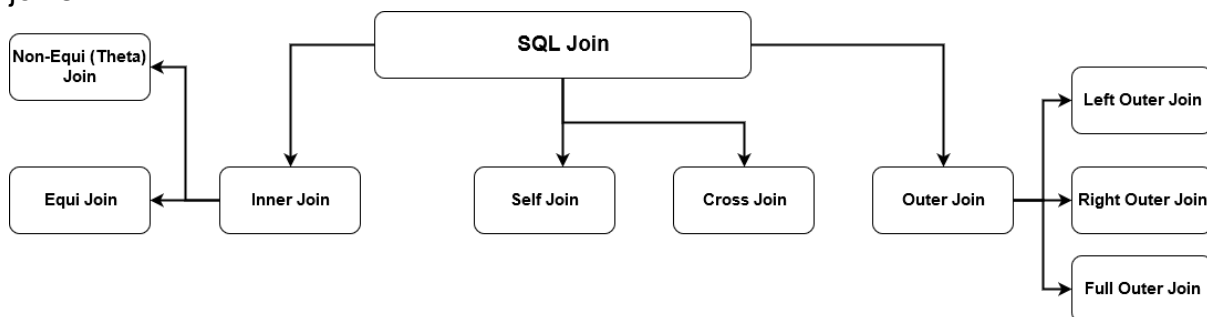 SQL Join
Non-Equi (Theta)
Join
Left Outer Join
Equi Join
Inner Join
Self Join
Cross Join
Outer Join
Right Outer Join
Full Outer Join